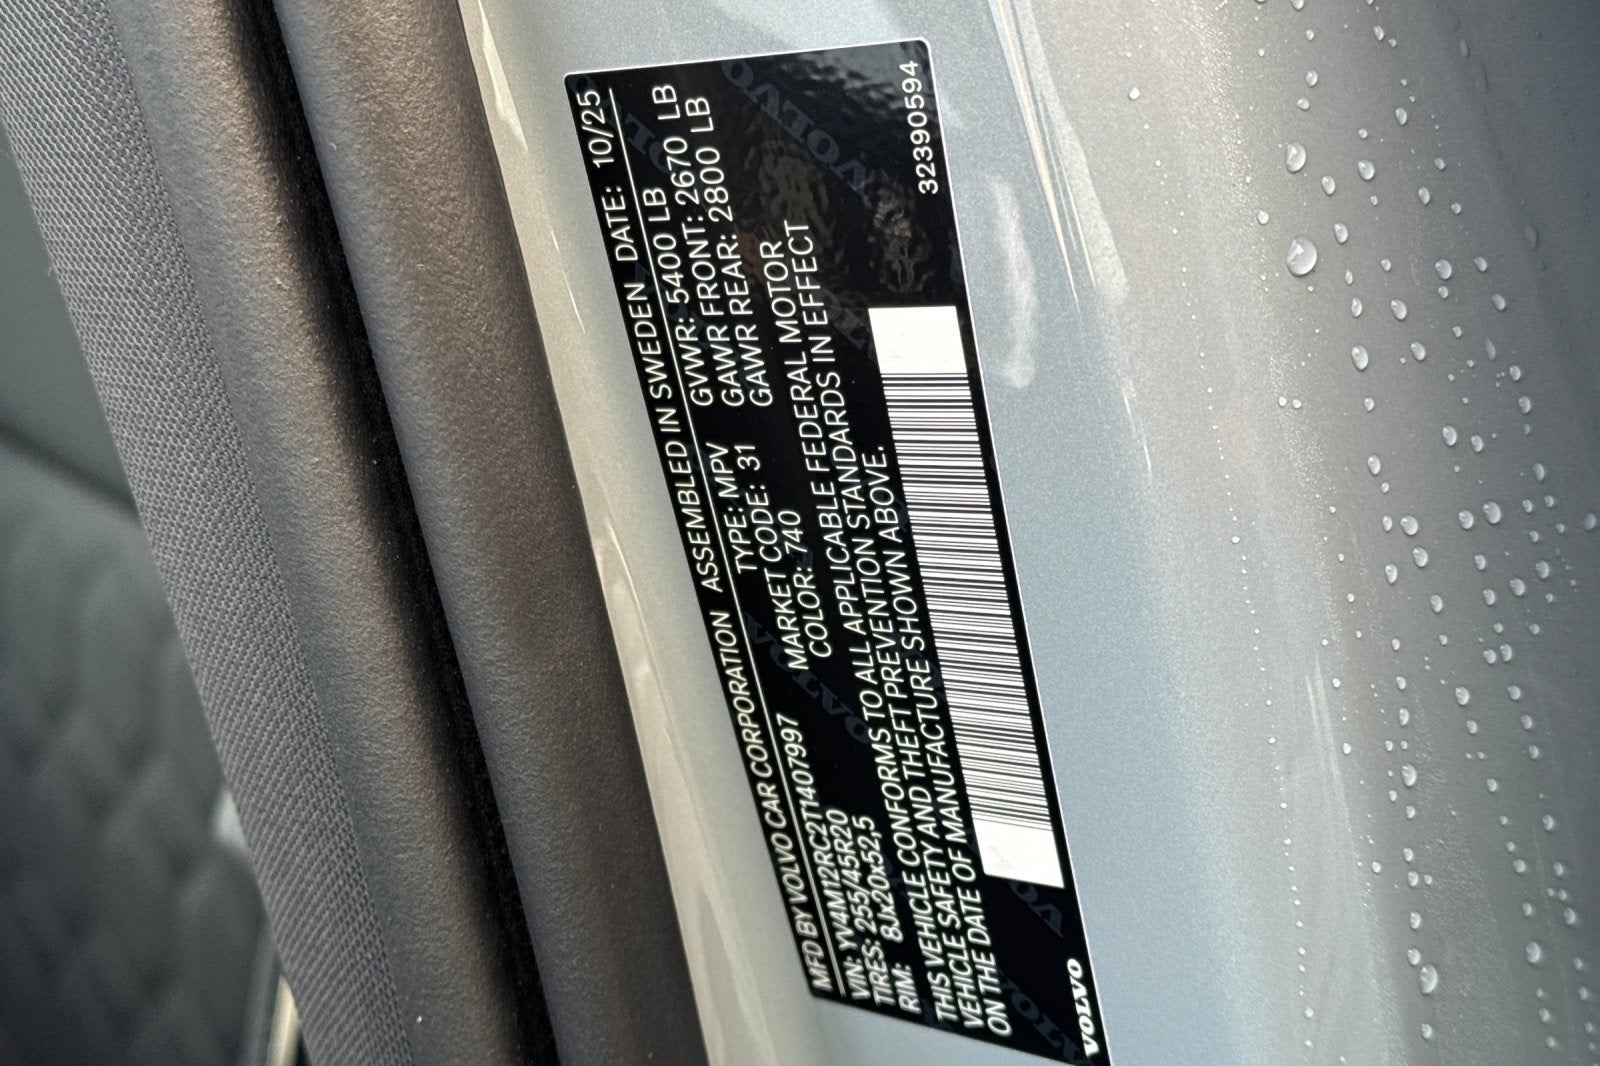 MFD BY VOLVO CAR CORPORATION ASSEMBLED IN SWEDEN DATE: 10/25
VIN: YV4M12RC2T1407997 TYPE: MPV GVWR: 5400 LB
TIRES: 255/45R20 MARKET CODE: 31 GAWR FRONT: 2670 LB
RIM: 8Jx20x52,5 COLOR: 740 GAWR REAR: 2800 LB
THIS VEHICLE CONFORMS TO ALL APPLICABLE FEDERAL MOTOR
VEHICLE SAFETY AND THEFT PREVENTION STANDARDS IN EFFECT
ON THE DATE OF MANUFACTURE SHOWN ABOVE.
VOLVO
32390594